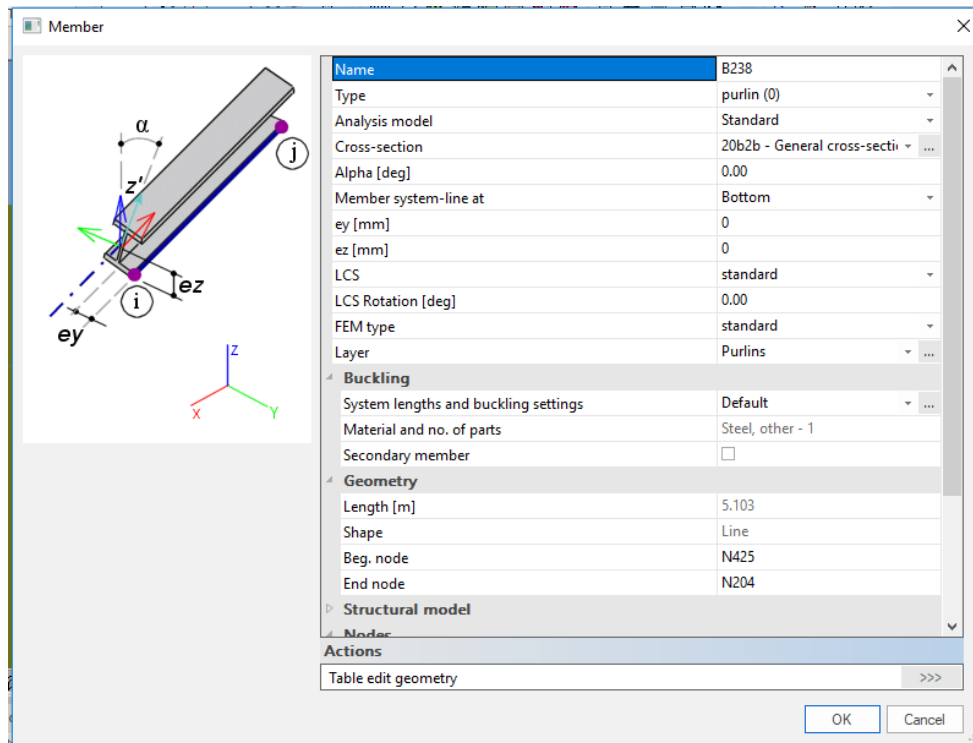 Member
Name B238
Type purlin (0)
Analysis model Standard
Cross-section 20b2b - General cross-secti ...
Alpha [deg] 0.00
Member system-line at Bottom
ey [mm] 0
ez [mm] 0
LCS standard
LCS Rotation [deg] 0.00
FEM type standard
Layer Purlins ...
Buckling
System lengths and buckling settings Default ...
Material and no. of parts Steel, other - 1
Secondary member
Geometry
Length [m] 5.103
Shape Line
Beg. node N425
End node N204
Structural model
Nodes
Actions
Table edit geometry >>>
OK Cancel
α
j
z'
ez
i
ey
Z
X Y